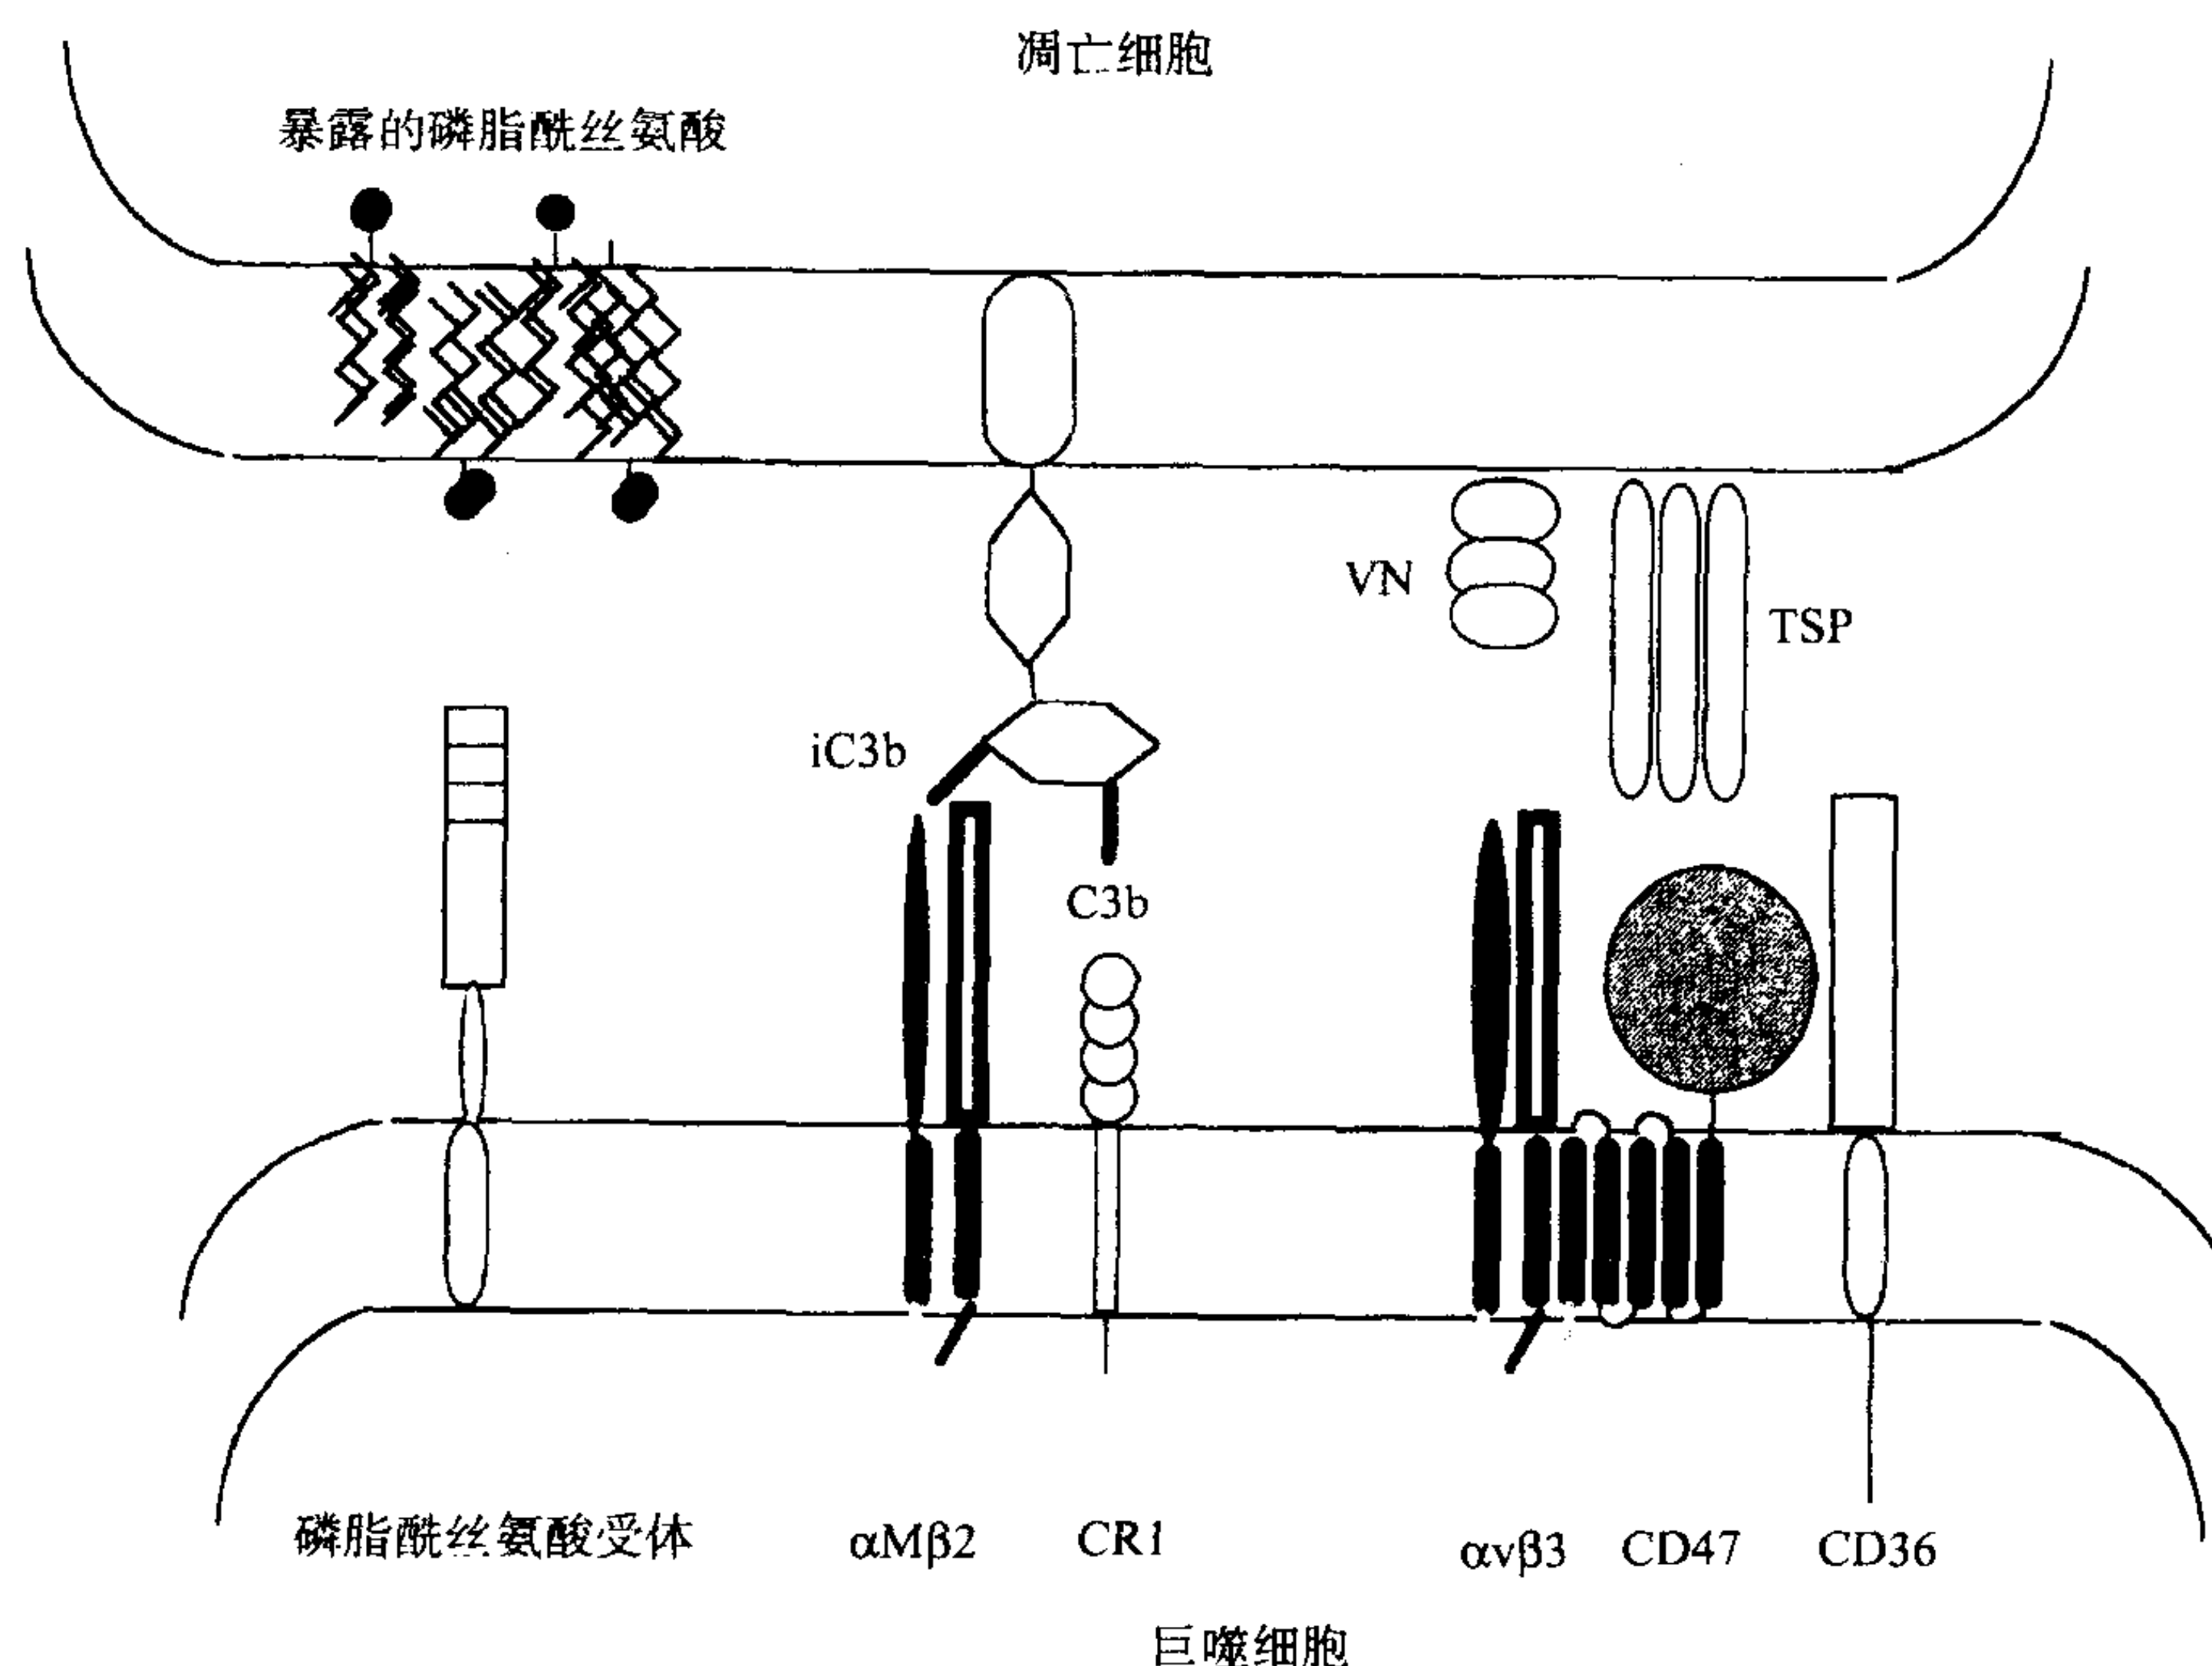 凋亡细胞
暴露的磷脂酰丝氨酸
VN
TSP
iC3b
C3b
磷脂酰丝氨酸受体
αMβ2
CR1
αvβ3
CD47
CD36
巨噬细胞